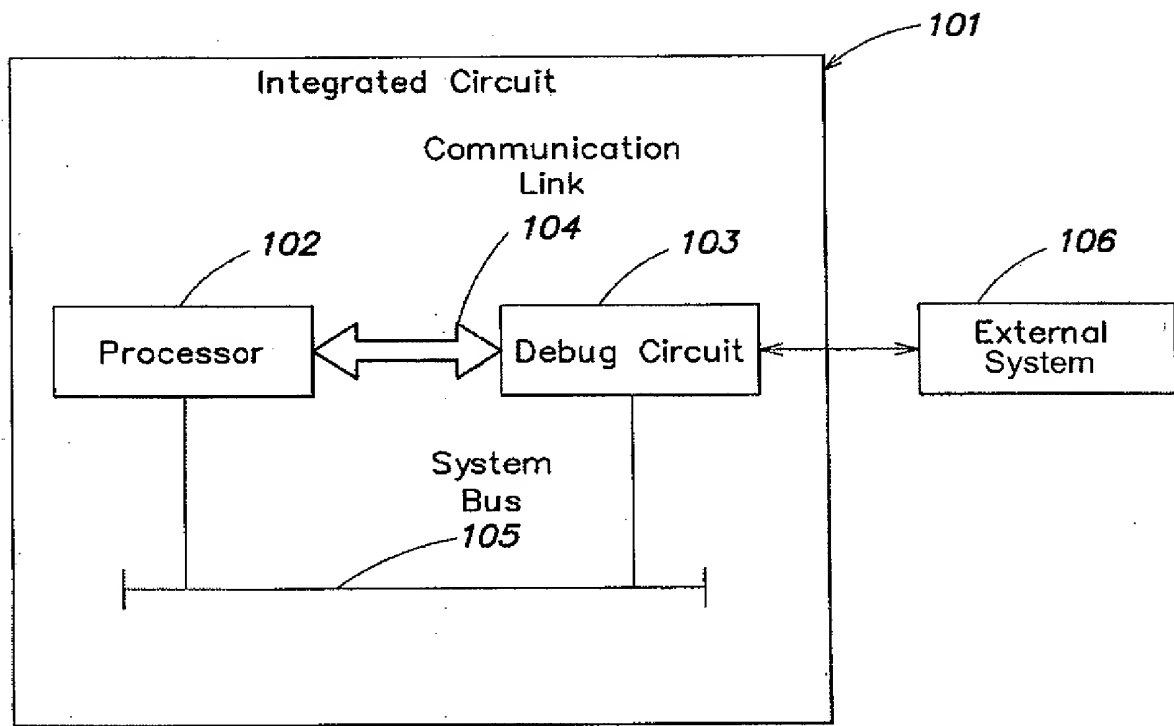 101
Integrated Circuit
Communication
Link
102
104
103
106
Processor
Debug Circuit
External
System
System
Bus
105